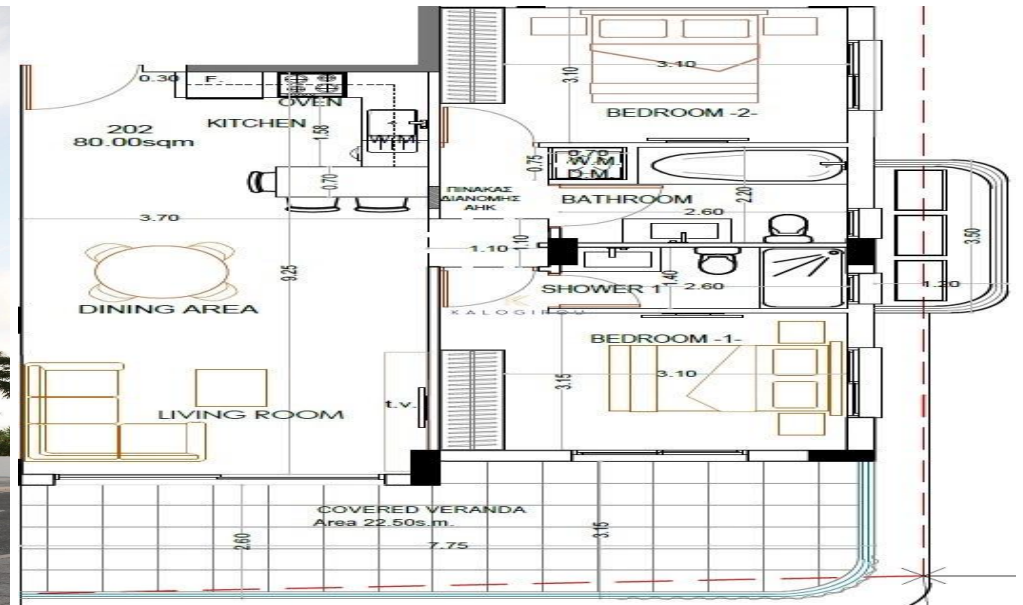 0.30
F.
OVEN
KITCHEN
202
80.00sqm
1.58
W.M.
0.70
3.70
9.25
DINING AREA
LIVING ROOM
t.v.
3.10
3.10
BEDROOM -2-
0.75
0.70
W.M.
D.M.
ΠΙΝΑΚΑΣ
ΔΙΑΝΟΜΗΣ
ΑΗΚ
BATHROOM
2.60
2.20
1.10
1.10
1.40
SHOWER 1
2.60
3.50
1.20
KALOGIROU
BEDROOM -1-
3.10
3.15
COVERED VERANDA
Area 22.50s.m.
7.75
2.60
3.15